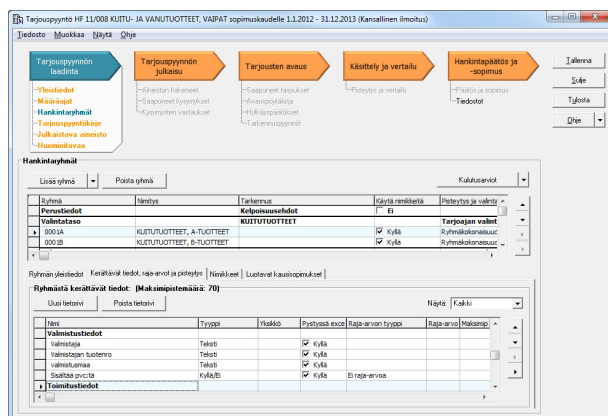 Tarjouspyyntö HF 11/008 KUITU- JA VANUTUOTTEET, VAIPAT sopimuskaudelle 1.1.2012 - 31.12.2013 (Kansallinen ilmoitus)
Tiedosto Muokkaa Näytä Ohje
Tarjouspyynnön laadinta
Tarjouspyynnön julkaisu
Tarjousten avaus
Käsittely ja vertailu
Hankintapäätös ja -sopimus
Yleistiedot
Määräajat
Hankintaryhmät
Tarjouspyyntökirje
Julkaistava aineisto
Huomioitavaa
Aineiston hakeneet
Saapuneet kysymykset
Kysymysten vastaukset
Saapuneet tarjoukset
Avauspöytäkirja
Hylkäyspäätökset
Tarkennuspyynnöt
Pisteytys ja vertailu
Päätös ja sopimus
Tiedostot
Tallenna
Sulje
Tulosta
Ohje
Hankintaryhmät
Lisää ryhmä Poista ryhmä Kulutusarviot
Ryhmä Nimitys Tarkennus Käytä nimikkeitä Pisteytys ja valinta
Perustiedot Kelpoisuusehdot Ei
Valintataso KUITUTUOTTEET Tarjoajan valint
0001A KUITUTUOTTEET, A-TUOTTEET Kyllä Ryhmäkokonaisuud
0001B KUITUTUOTTEET, B-TUOTTEET Kyllä Ryhmäkokonaisuud
Ryhmän yleistiedot Kerättävät tiedot, raja-arvot ja pisteytys Nimikkeet Luotavat kausisopimukset
Ryhmästä kerättävät tiedot: (Maksimipistemäärä: 70)
Uusi tietorivi Poista tietorivi Näytä: Kaikki
Nimi Tyyppi Yksikkö Pystyssä exce Raja-arvon tyyppi Raja-arvo Maksimip
Valmistustiedot
Valmistaja Teksti Kyllä
Valmistajan tuotenro Teksti Kyllä
valmistusmaa Teksti Kyllä
Sisältää pvc:tä Kyllä/Ei Kyllä Ei raja-arvoa
Toimitustiedot